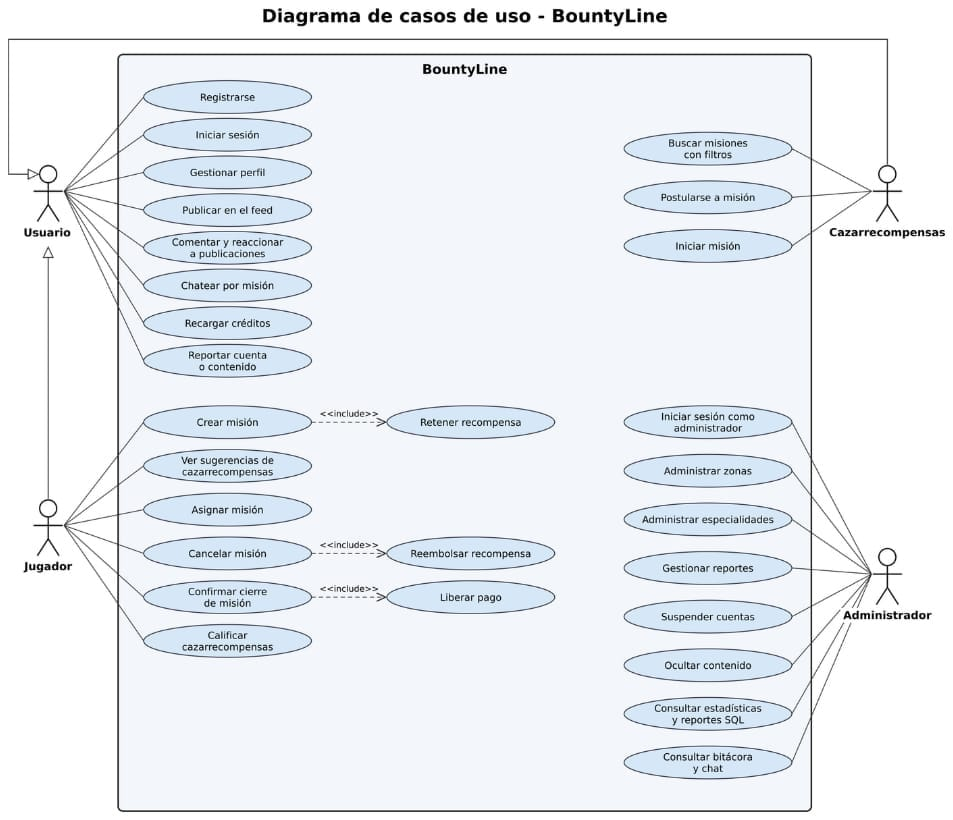 Diagrama de casos de uso - BountyLine
BountyLine
Registrarse
Iniciar sesión
Gestionar perfil
Publicar en el feed
Comentar y reaccionar
a publicaciones
Chatear por misión
Recargar créditos
Reportar cuenta
o contenido
Usuario
Buscar misiones
con filtros
Postularse a misión
Iniciar misión
Cazarrecompensas
Crear misión
<<include>>
Retener recompensa
Ver sugerencias de
cazarrecompensas
Asignar misión
Cancelar misión
<<include>>
Reembolsar recompensa
Confirmar cierre
de misión
<<include>>
Liberar pago
Calificar
cazarrecompensas
Jugador
Iniciar sesión como
administrador
Administrar zonas
Administrar especialidades
Gestionar reportes
Suspender cuentas
Ocultar contenido
Consultar estadísticas
y reportes SQL
Consultar bitácora
y chat
Administrador